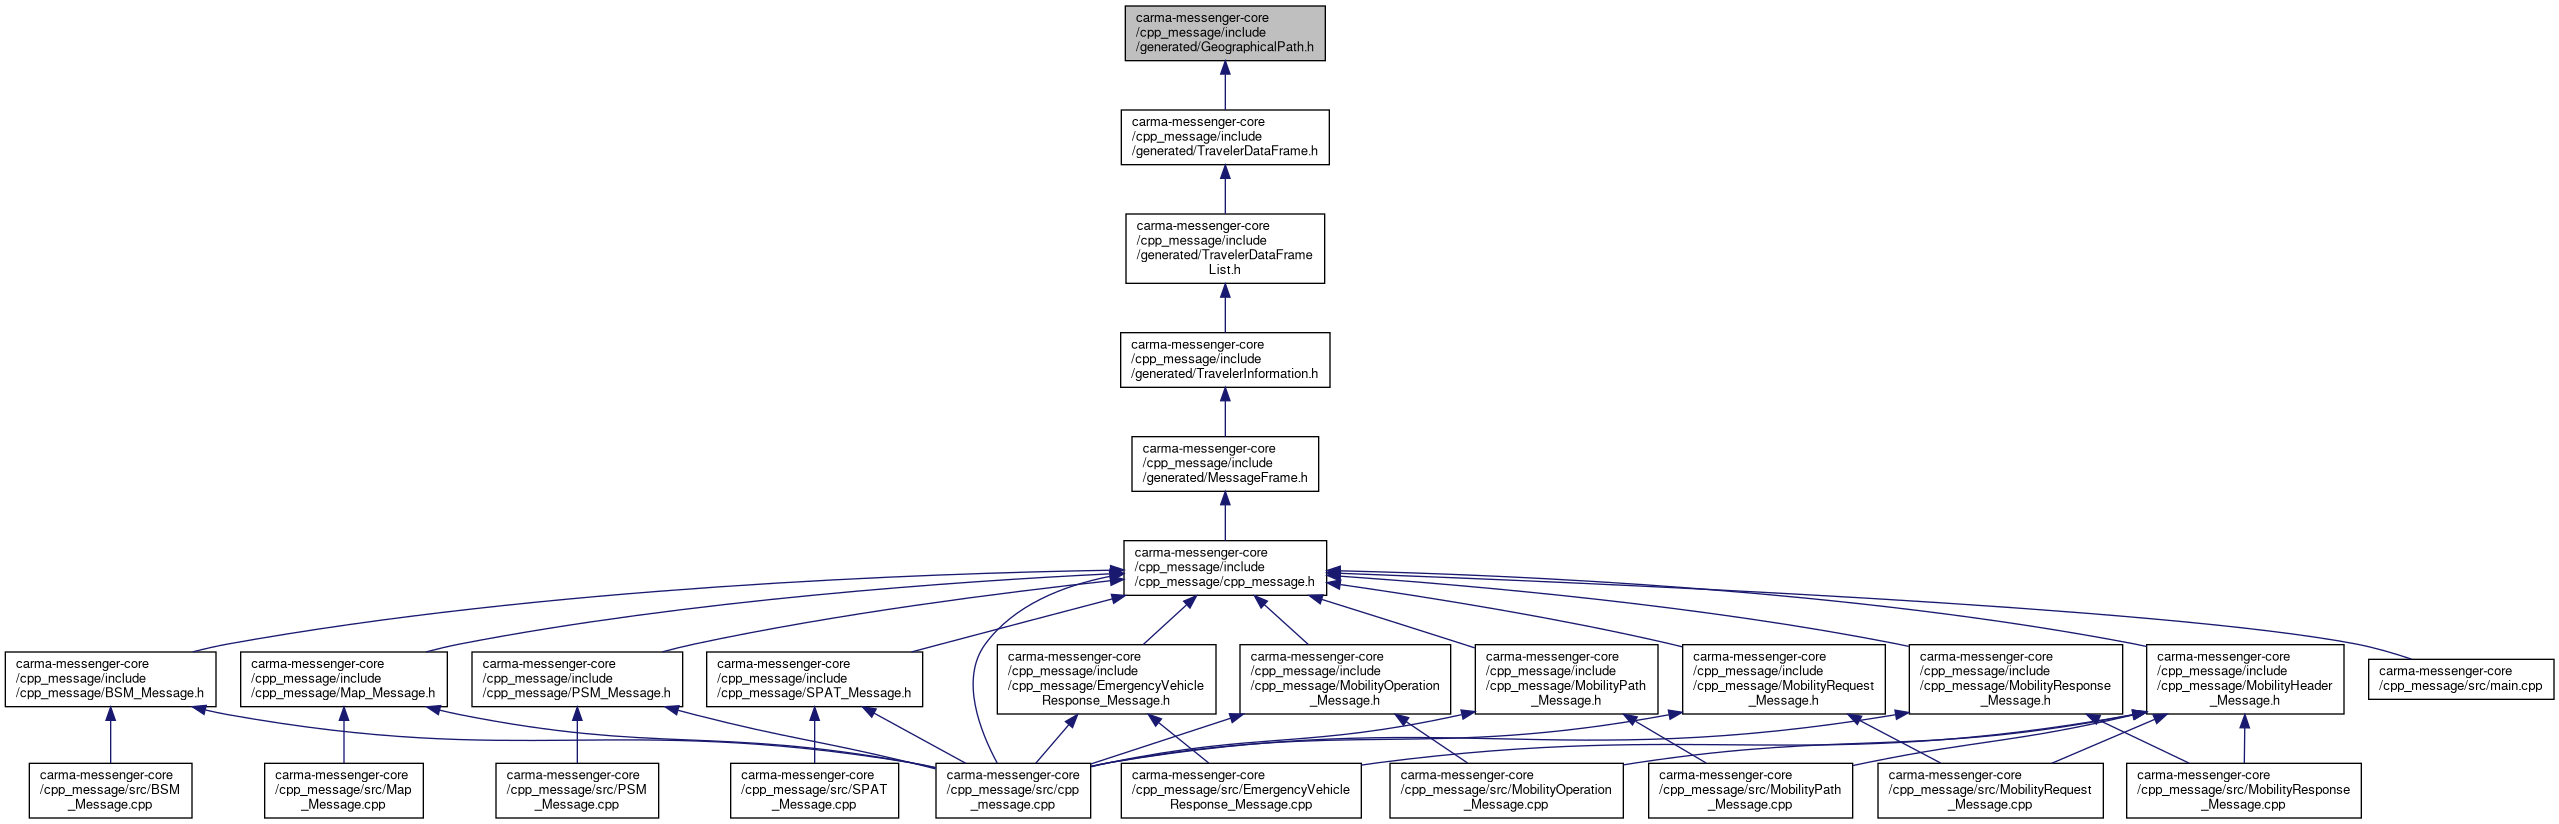 carma-messenger-core
/cpp_message/include
/generated/GeographicalPath.h
carma-messenger-core
/cpp_message/include
/generated/TravelerDataFrame.h
carma-messenger-core
/cpp_message/include
/generated/TravelerDataFrame
List.h
carma-messenger-core
/cpp_message/include
/generated/TravelerInformation.h
carma-messenger-core
/cpp_message/include
/generated/MessageFrame.h
carma-messenger-core
/cpp_message/include
/cpp_message/cpp_message.h
carma-messenger-core
/cpp_message/include
/cpp_message/BSM_Message.h
carma-messenger-core
/cpp_message/include
/cpp_message/Map_Message.h
carma-messenger-core
/cpp_message/include
/cpp_message/PSM_Message.h
carma-messenger-core
/cpp_message/include
/cpp_message/SPAT_Message.h
carma-messenger-core
/cpp_message/include
/cpp_message/EmergencyVehicle
Response_Message.h
carma-messenger-core
/cpp_message/include
/cpp_message/MobilityOperation
_Message.h
carma-messenger-core
/cpp_message/include
/cpp_message/MobilityPath
_Message.h
carma-messenger-core
/cpp_message/include
/cpp_message/MobilityRequest
_Message.h
carma-messenger-core
/cpp_message/include
/cpp_message/MobilityResponse
_Message.h
carma-messenger-core
/cpp_message/include
/cpp_message/MobilityHeader
_Message.h
carma-messenger-core
/cpp_message/src/main.cpp
carma-messenger-core
/cpp_message/src/BSM
_Message.cpp
carma-messenger-core
/cpp_message/src/Map
_Message.cpp
carma-messenger-core
/cpp_message/src/PSM
_Message.cpp
carma-messenger-core
/cpp_message/src/SPAT
_Message.cpp
carma-messenger-core
/cpp_message/src/cpp
_message.cpp
carma-messenger-core
/cpp_message/src/EmergencyVehicle
Response_Message.cpp
carma-messenger-core
/cpp_message/src/MobilityOperation
_Message.cpp
carma-messenger-core
/cpp_message/src/MobilityPath
_Message.cpp
carma-messenger-core
/cpp_message/src/MobilityRequest
_Message.cpp
carma-messenger-core
/cpp_message/src/MobilityResponse
_Message.cpp